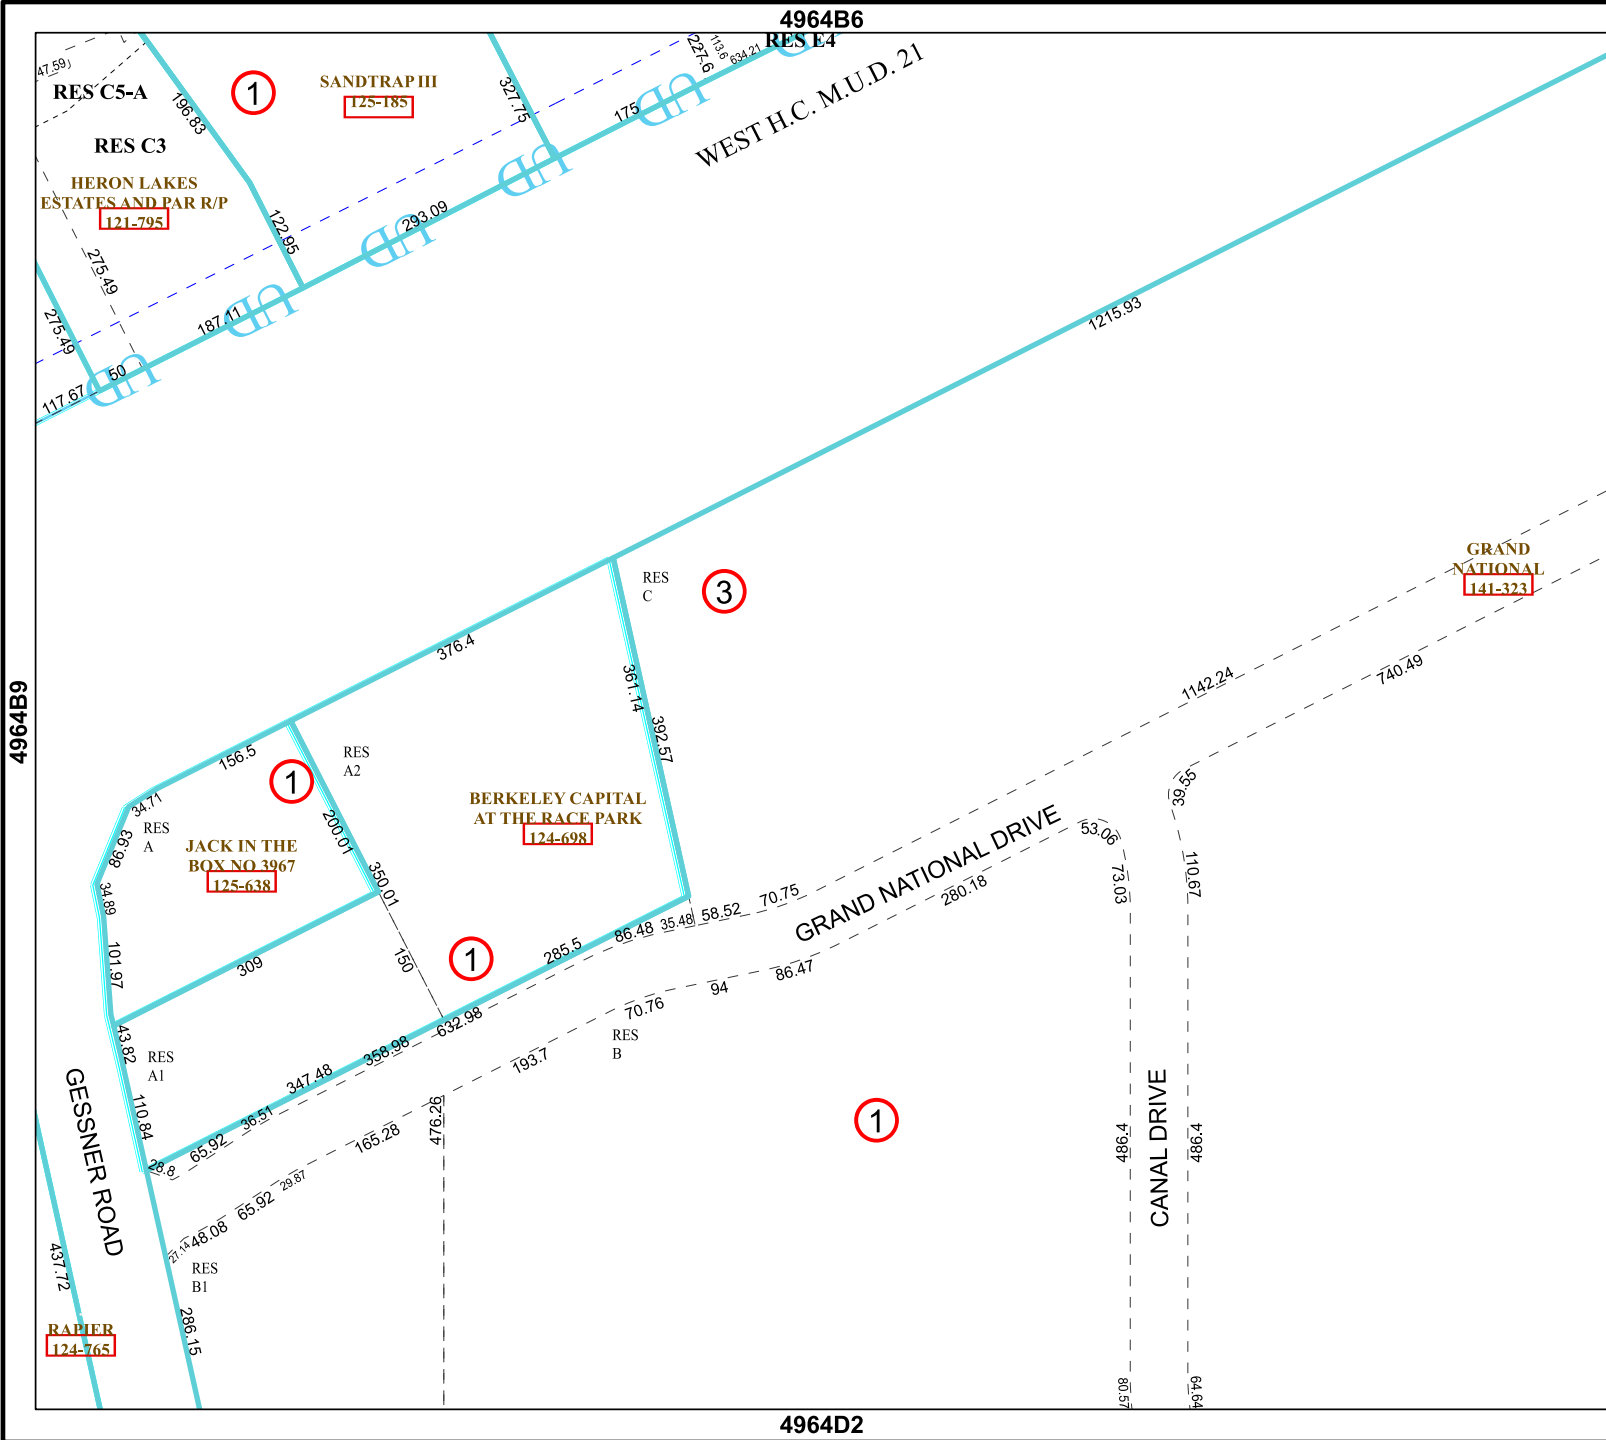 4964B6
47.59
RES C5-A
196.83
1
SANDTRAP III
125-185
327.75
227.6
113.6
634.21
RES E4
175
WEST H.C. M.U.D. 21
RES C3
HERON LAKES
ESTATES AND PAR R/P
121-795
122.95
293.09
275.49
275.49
187.11
50
117.67
1215.93
RES
C
3
GRAND
NATIONAL
141-323
376.4
361.14
392.57
1142.24
740.49
4964B9
156.5
RES
A2
1
34.71
RES
A
86.93
200.01
BERKELEY CAPITAL
AT THE RACE PARK
124-698
JACK IN THE
BOX NO 3967
125-638
39.55
53.06
GRAND NATIONAL DRIVE
34.89
350.01
73.03
110.67
280.18
70.75
58.52
35.48
86.48
285.5
101.97
309
150
1
86.47
94
70.76
RES
B
632.98
43.82
RES
A1
358.98
193.7
347.48
GESSNER ROAD
110.84
36.51
476.26
165.28
1
486.4
CANAL DRIVE
486.4
65.92
28.8
29.87
65.92
48.08
27.14
437.72
RES
B1
286.15
RAPIER
124-765
80.57
64.64
4964D2